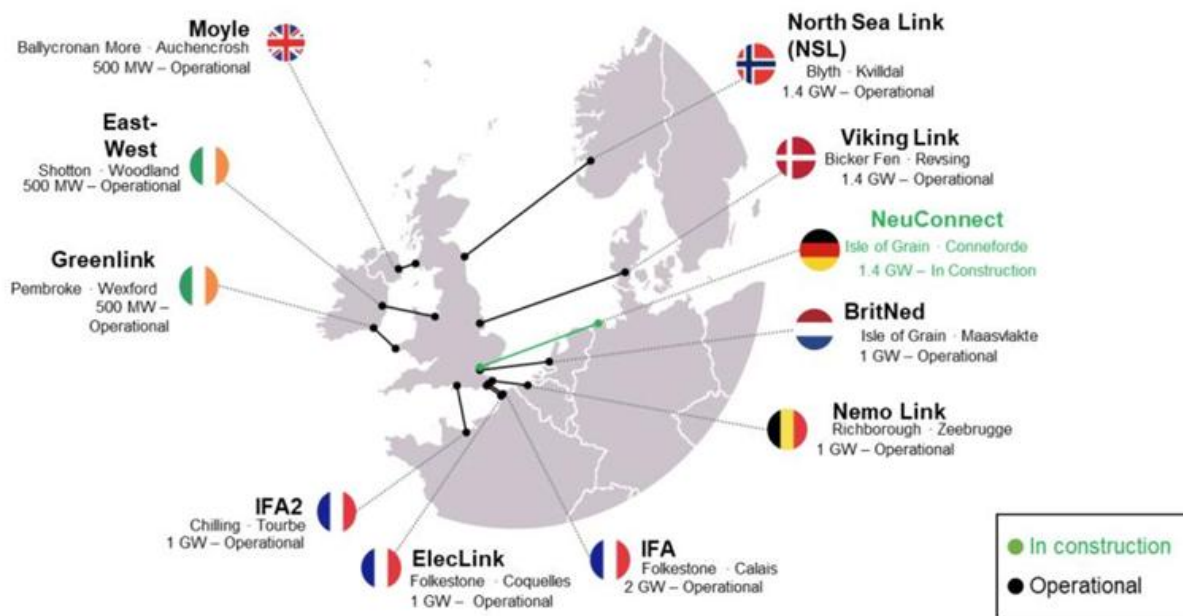 Moyle
Ballycronan More · Auchencrosh
500 MW – Operational
North Sea Link
(NSL)
Blyth · Kvilldal
1.4 GW – Operational
East-
West
Shotton · Woodland
500 MW – Operational
Viking Link
Bicker Fen · Revsing
1.4 GW – Operational
NeuConnect
Isle of Grain · Conneforde
1.4 GW – In Construction
Greenlink
Pembroke · Wexford
500 MW –
Operational
BritNed
Isle of Grain · Maasvlakte
1 GW – Operational
Nemo Link
Richborough · Zeebrugge
1 GW – Operational
IFA2
Chilling · Tourbe
1 GW – Operational
ElecLink
Folkestone · Coquelles
1 GW – Operational
IFA
Folkestone · Calais
2 GW – Operational
In construction
Operational